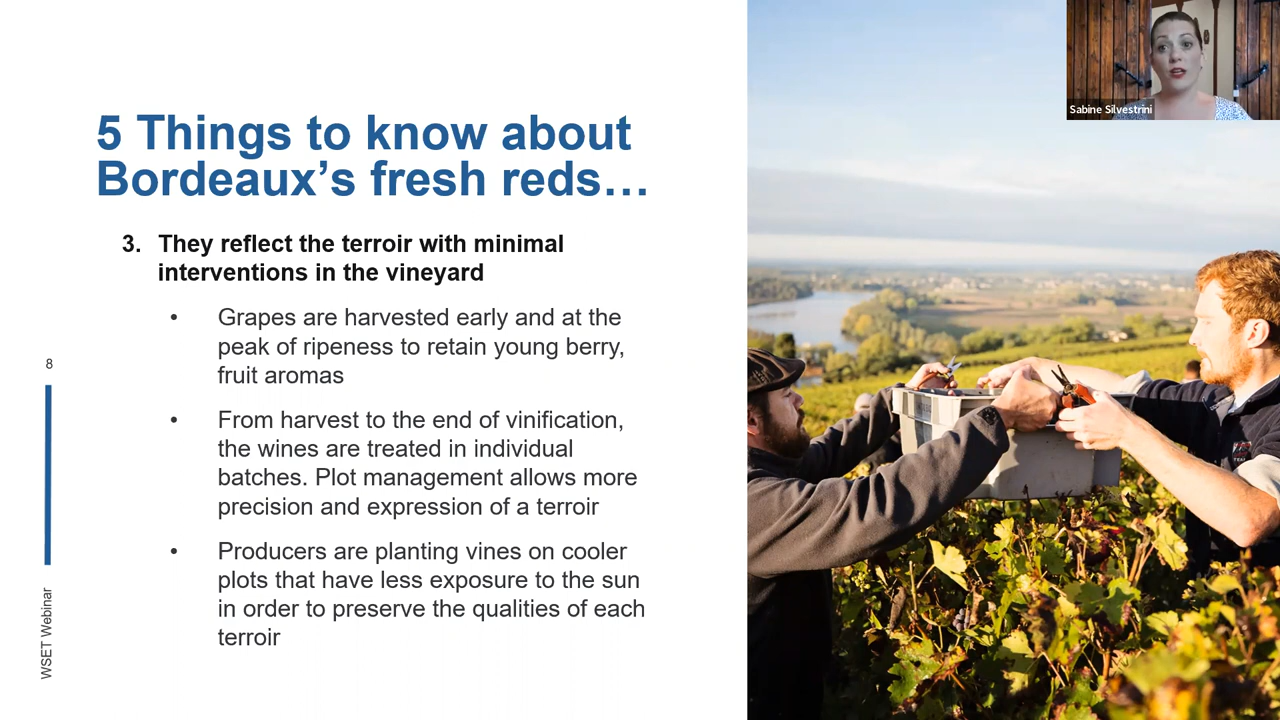 Sabine Silvestrini
5 Things to know about
Bordeaux’s fresh reds…
3. They reflect the terroir with minimal
interventions in the vineyard
• Grapes are harvested early and at the
peak of ripeness to retain young berry,
fruit aromas
• From harvest to the end of vinification,
the wines are treated in individual
batches. Plot management allows more
precision and expression of a terroir
• Producers are planting vines on cooler
plots that have less exposure to the sun
in order to preserve the qualities of each
terroir
8
WSET Webinar